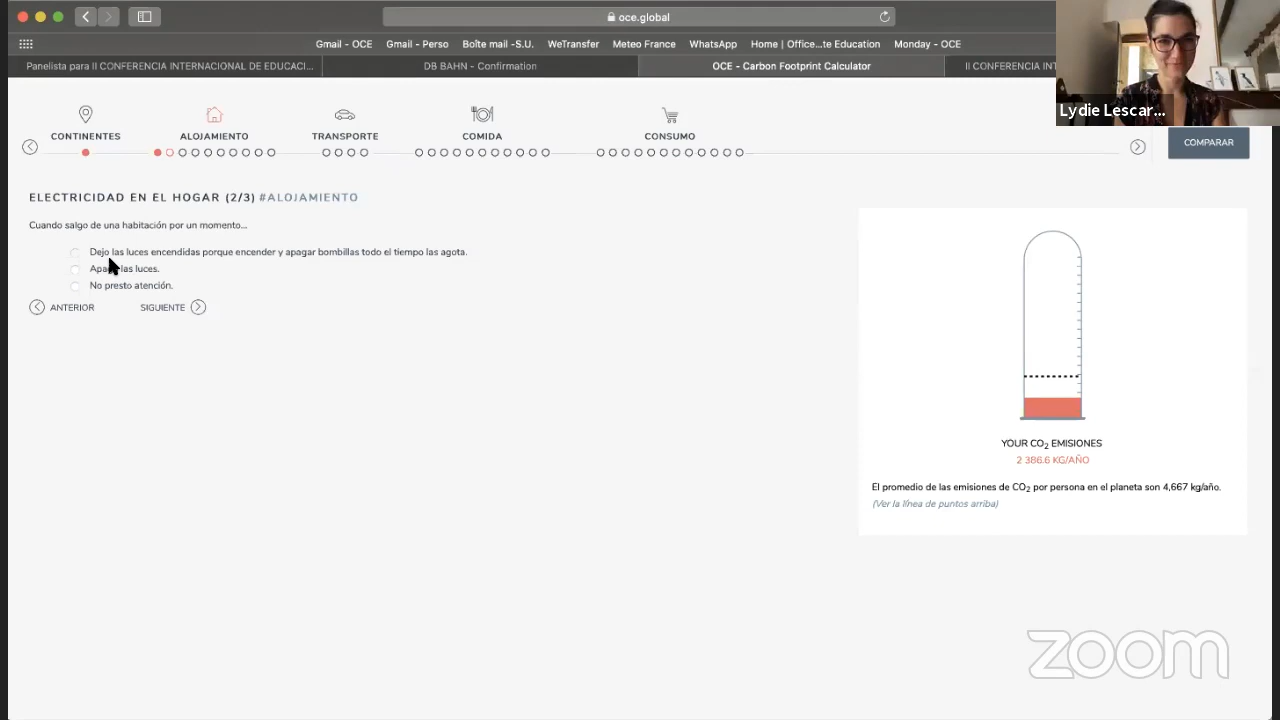 oce.global
Gmail - OCE Gmail - Perso Boîte mail -S.U. WeTransfer Meteo France WhatsApp Home | Office...te Education Monday - OCE
Panelista para II CONFERENCIA INTERNACIONAL DE EDUCACI... DB BAHN - Confirmation OCE - Carbon Footprint Calculator II CONFERENCIA INT
Lydie Lescar...
CONTINENTES ALOJAMIENTO TRANSPORTE COMIDA CONSUMO
COMPARAR
ELECTRICIDAD EN EL HOGAR (2/3) #ALOJAMIENTO
Cuando salgo de una habitación por un momento...
Dejo las luces encendidas porque encender y apagar bombillas todo el tiempo las agota.
las luces.
No presto atención.
ANTERIOR SIGUIENTE
YOUR CO2 EMISIONES
2 386.6 KG/AÑO
El promedio de las emisiones de CO2 por persona en el planeta son 4,667 kg/año.
(Ver la línea de puntos arriba)
zoom